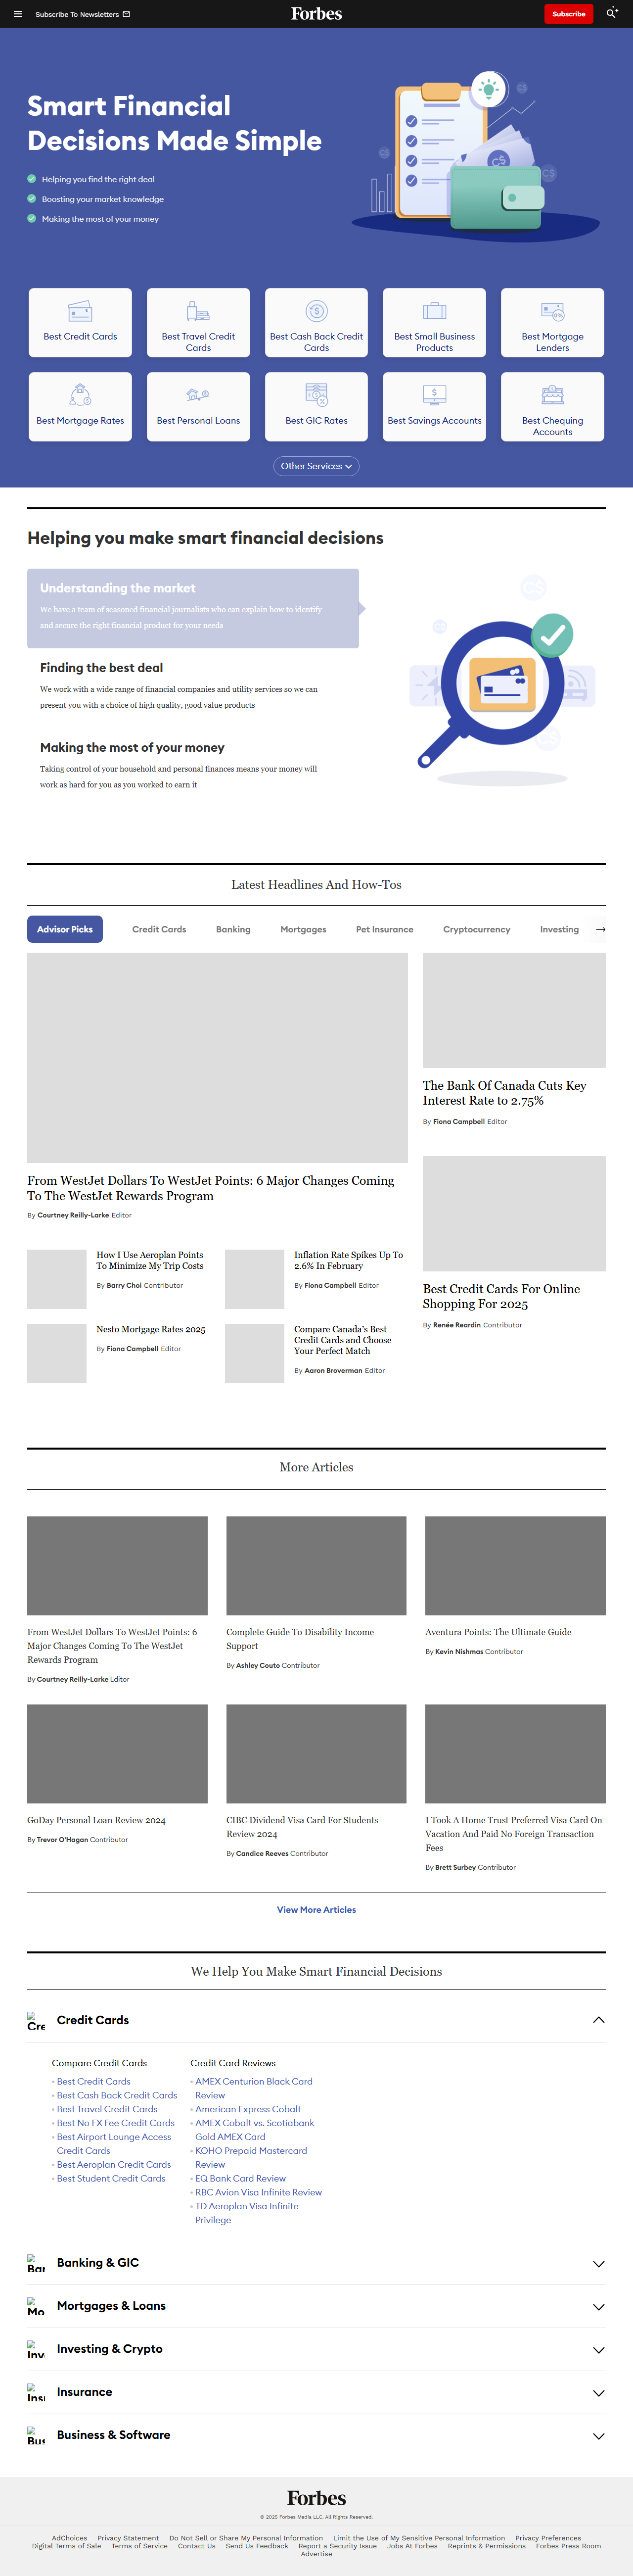 Subscribe To Newsletters
Forbes
Subscribe
Smart Financial
Decisions Made Simple
Helping you find the right deal
Boosting your market knowledge
Making the most of your money
C$
C$
C$
C$
Best Credit Cards
Best Travel Credit
Cards
Best Cash Back Credit
Cards
Best Small Business
Products
Best Mortgage
Lenders
Best Mortgage Rates
Best Personal Loans
Best GIC Rates
Best Savings Accounts
Best Chequing
Accounts
Other Services
Helping you make smart financial decisions
Understanding the market
We have a team of seasoned financial journalists who can explain how to identify
and secure the right financial product for your needs
Finding the best deal
We work with a wide range of financial companies and utility services so we can
present you with a choice of high quality, good value products
Making the most of your money
Taking control of your household and personal finances means your money will
work as hard for you as you worked to earn it
C$
C$
C$
Latest Headlines And How-Tos
Advisor Picks
Credit Cards
Banking
Mortgages
Pet Insurance
Cryptocurrency
Investing
From WestJet Dollars To WestJet Points: 6 Major Changes Coming
To The WestJet Rewards Program
By Courtney Reilly-Larke Editor
How I Use Aeroplan Points
To Minimize My Trip Costs
By Barry Choi Contributor
Inflation Rate Spikes Up To
2.6% In February
By Fiona Campbell Editor
Nesto Mortgage Rates 2025
By Fiona Campbell Editor
Compare Canada's Best
Credit Cards and Choose
Your Perfect Match
By Aaron Broverman Editor
The Bank Of Canada Cuts Key
Interest Rate to 2.75%
By Fiona Campbell Editor
Best Credit Cards For Online
Shopping For 2025
By Renée Reardin Contributor
More Articles
From WestJet Dollars To WestJet Points: 6
Major Changes Coming To The WestJet
Rewards Program
By Courtney Reilly-Larke Editor
Complete Guide To Disability Income
Support
By Ashley Couto Contributor
Aventura Points: The Ultimate Guide
By Kevin Nishmas Contributor
GoDay Personal Loan Review 2024
By Trevor O'Hagan Contributor
CIBC Dividend Visa Card For Students
Review 2024
By Candice Reeves Contributor
I Took A Home Trust Preferred Visa Card On
Vacation And Paid No Foreign Transaction
Fees
By Brett Surbey Contributor
View More Articles
We Help You Make Smart Financial Decisions
Cre
Credit Cards
Compare Credit Cards
Best Credit Cards
Best Cash Back Credit Cards
Best Travel Credit Cards
Best No FX Fee Credit Cards
Best Airport Lounge Access
Credit Cards
Best Aeroplan Credit Cards
Best Student Credit Cards
Credit Card Reviews
AMEX Centurion Black Card
Review
American Express Cobalt
AMEX Cobalt vs. Scotiabank
Gold AMEX Card
KOHO Prepaid Mastercard
Review
EQ Bank Card Review
RBC Avion Visa Infinite Review
TD Aeroplan Visa Infinite
Privilege
Bar
Banking & GIC
Mo
Mortgages & Loans
Inve
Investing & Crypto
Insu
Insurance
Bus
Business & Software
Forbes
© 2025 Forbes Media LLC. All Rights Reserved.
AdChoices Privacy Statement Do Not Sell or Share My Personal Information Limit the Use of My Sensitive Personal Information Privacy Preferences
Digital Terms of Sale Terms of Service Contact Us Send Us Feedback Report a Security Issue Jobs At Forbes Reprints & Permissions Forbes Press Room
Advertise